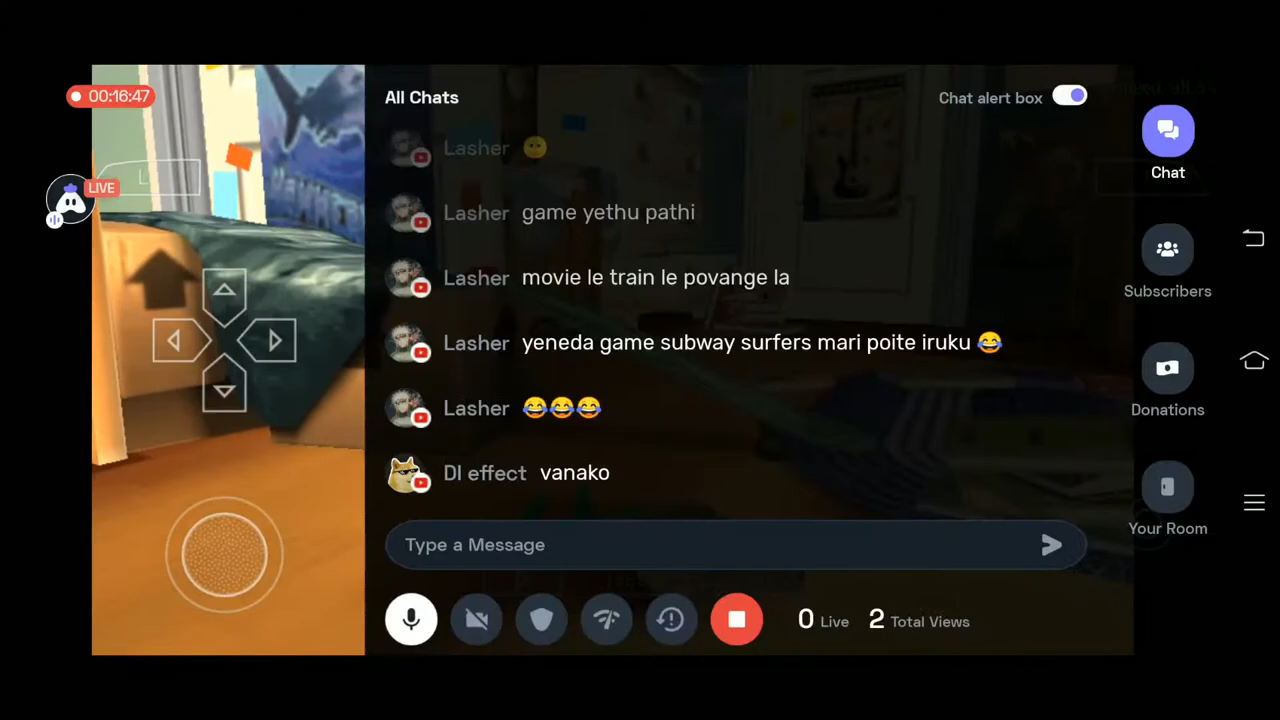 00:16:47
LIVE
L
All Chats
Chat alert box
Lasher 😶
Lasher game yethu pathi
Lasher movie le train le povange la
Lasher yeneda game subway surfers mari poite iruku 😂
Lasher 😂😂😂
DI effect vanako
Type a Message
0 Live 2 Total Views
Chat
Subscribers
Donations
Your Room